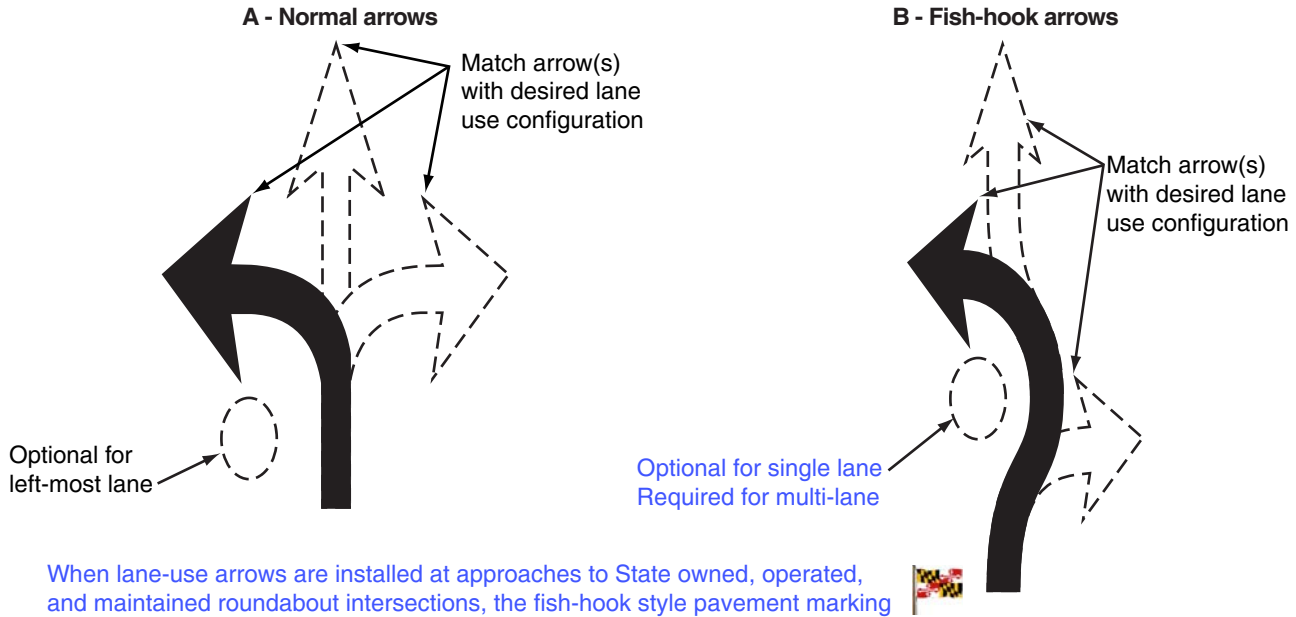 A - Normal arrows
Match arrow(s)
with desired lane
use configuration
Optional for
left-most lane
B - Fish-hook arrows
Match arrow(s)
with desired lane
use configuration
Optional for single lane
Required for multi-lane
When lane-use arrows are installed at approaches to State owned, operated,
and maintained roundabout intersections, the fish-hook style pavement marking